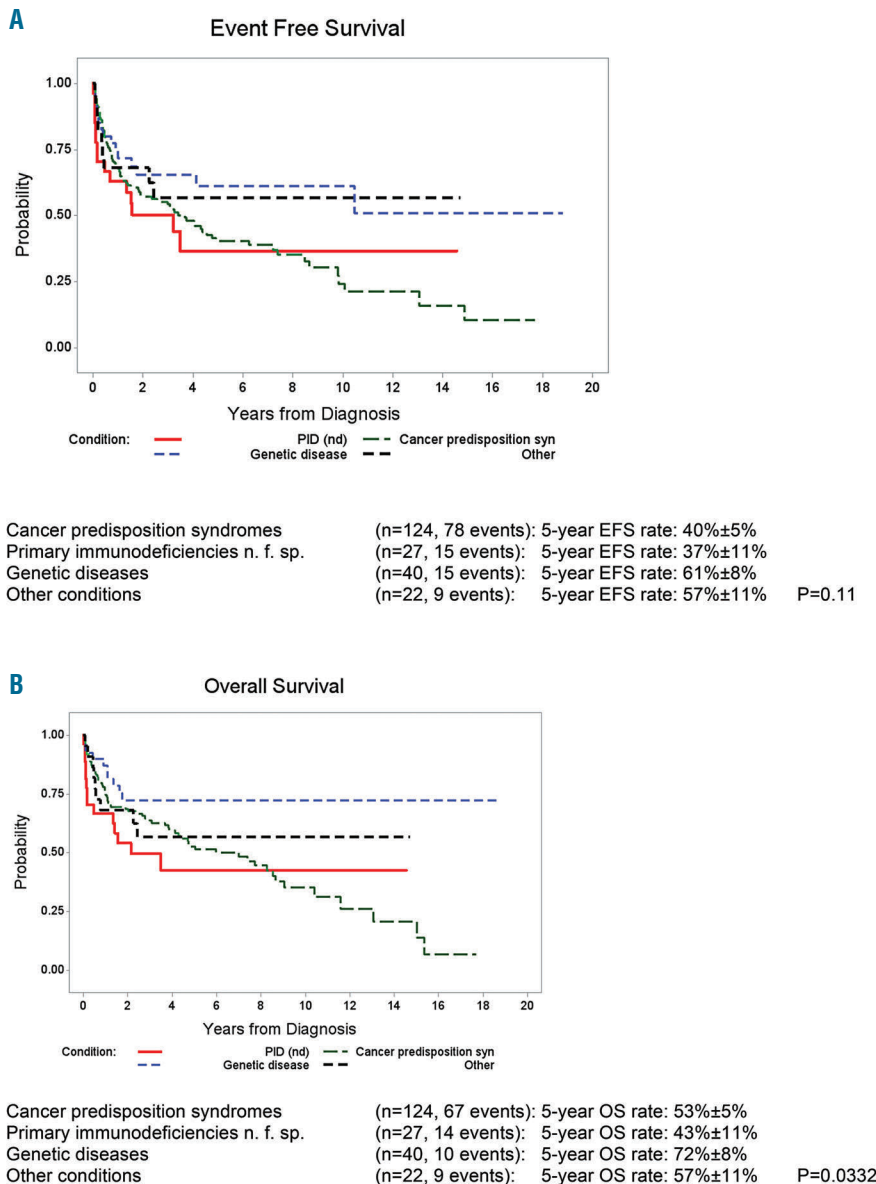 A
Event Free Survival
1.00
0.75
0.50
0.25
0.00
Probability
0 2 4 6 8 10 12 14 16 18 20
Years from Diagnosis
Condition: PID (nd) Cancer predisposition syn
Genetic disease Other
Cancer predisposition syndromes (n=124, 78 events): 5-year EFS rate: 40%±5%
Primary immunodeficiencies n. f. sp. (n=27, 15 events): 5-year EFS rate: 37%±11%
Genetic diseases (n=40, 15 events): 5-year EFS rate: 61%±8%
Other conditions (n=22, 9 events): 5-year EFS rate: 57%±11% P=0.11
B
Overall Survival
1.00
0.75
0.50
0.25
0.00
Probability
0 2 4 6 8 10 12 14 16 18 20
Years from Diagnosis
Condition: PID (nd) Cancer predisposition syn
Genetic disease Other
Cancer predisposition syndromes (n=124, 67 events): 5-year OS rate: 53%±5%
Primary immunodeficiencies n. f. sp. (n=27, 14 events): 5-year OS rate: 43%±11%
Genetic diseases (n=40, 10 events): 5-year OS rate: 72%±8%
Other conditions (n=22, 9 events): 5-year OS rate: 57%±11% P=0.0332